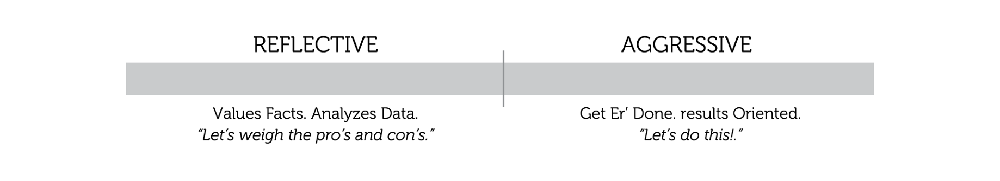 REFLECTIVE
AGGRESSIVE
Values Facts. Analyzes Data.
“Let’s weigh the pro’s and con’s.”
Get Er’ Done. results Oriented.
“Let’s do this!.”